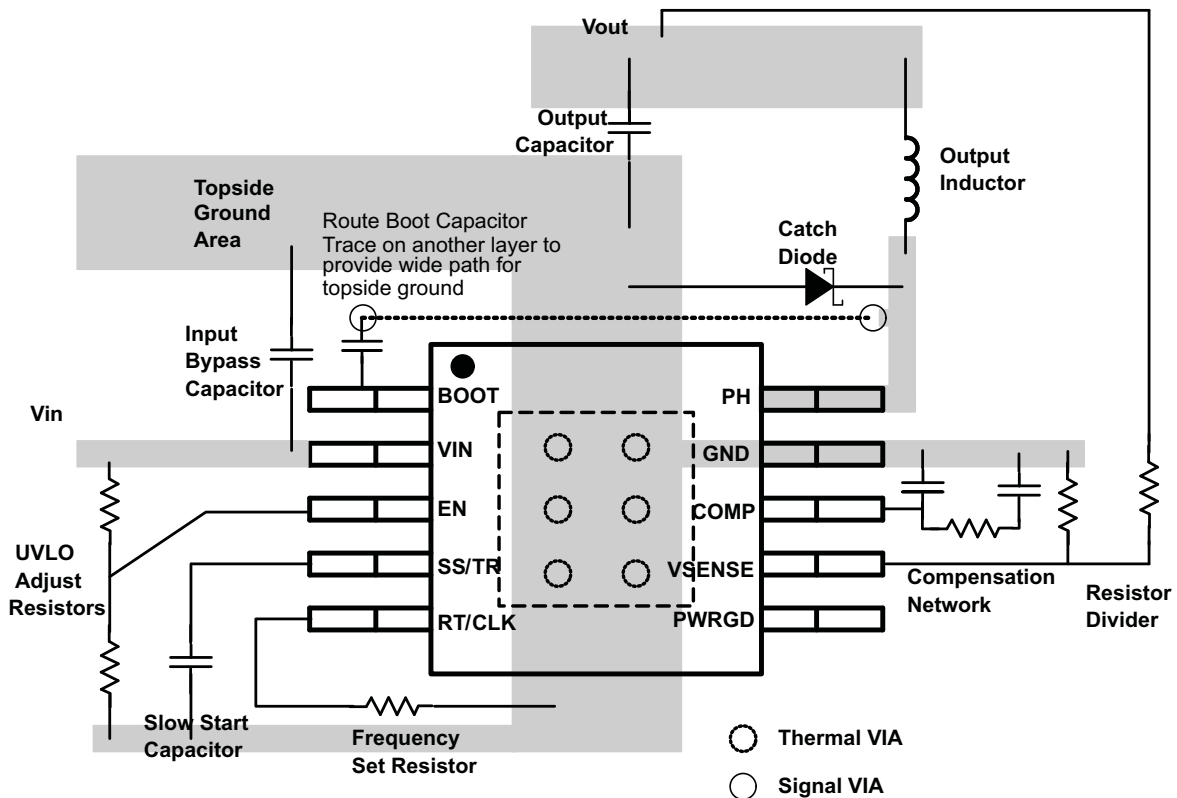 Vout
Output
Capacitor
Output
Inductor
Topside
Ground
Area
Route Boot Capacitor
Trace on another layer to
provide wide path for
topside ground
Catch
Diode
Input
Bypass
Capacitor
Vin
BOOT
VIN
EN
SS/TR
RT/CLK
PH
GND
COMP
VSENSE
PWRGD
UVLO
Adjust
Resistors
Compensation
Network
Resistor
Divider
Slow Start
Capacitor
Frequency
Set Resistor
Thermal VIA
Signal VIA